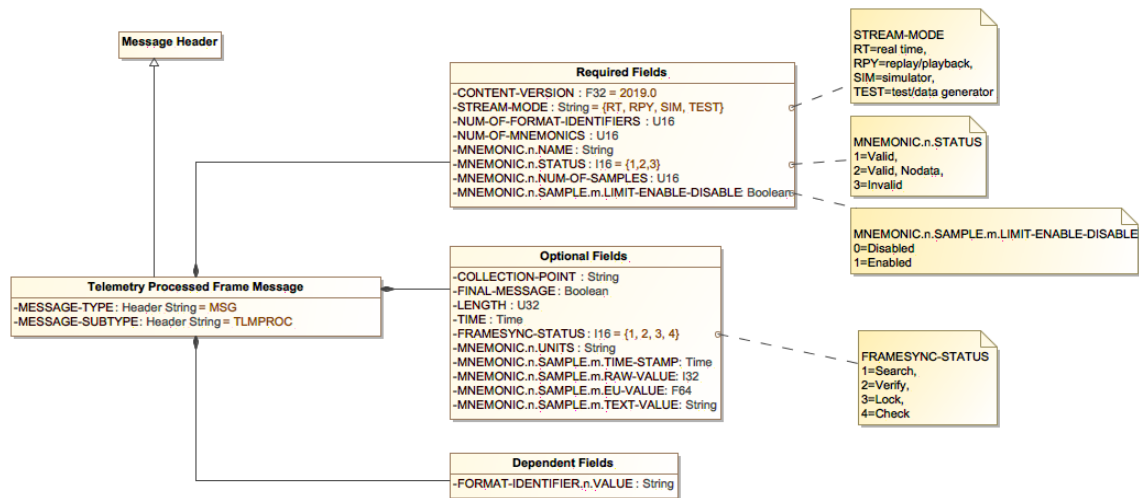 Message Header
Required Fields
-CONTENT-VERSION : F32 = 2019.0
-STREAM-MODE : String = {RT, RPY, SIM, TEST}
-NUM-OF-FORMAT-IDENTIFIERS : U16
-NUM-OF-MNEMONICS : U16
-MNEMONIC.n.NAME : String
-MNEMONIC.n.STATUS : I16 = {1,2,3}
-MNEMONIC.n.NUM-OF-SAMPLES : U16
-MNEMONIC.n.SAMPLE.m.LIMIT-ENABLE-DISABLE: Boolean
STREAM-MODE
RT=real time,
RPY=replay/playback,
SIM=simulator,
TEST=test/data generator
MNEMONIC.n.STATUS
1=Valid,
2=Valid, Nodata,
3=Invalid
MNEMONIC.n.SAMPLE.m.LIMIT-ENABLE-DISABLE
0=Disabled
1=Enabled
Telemetry Processed Frame Message
-MESSAGE-TYPE : Header String = MSG
-MESSAGE-SUBTYPE : Header String = TLMPROC
Optional Fields
-COLLECTION-POINT : String
-FINAL-MESSAGE : Boolean
-LENGTH : U32
-TIME : Time
-FRAMESYNC-STATUS : I16 = {1, 2, 3, 4}
-MNEMONIC.n.UNITS : String
-MNEMONIC.n.SAMPLE.m.TIME-STAMP: Time
-MNEMONIC.n.SAMPLE.m.RAW-VALUE: I32
-MNEMONIC.n.SAMPLE.m.EU-VALUE: F64
-MNEMONIC.n.SAMPLE.m.TEXT-VALUE: String
FRAMESYNC-STATUS
1=Search,
2=Verify,
3=Lock,
4=Check
Dependent Fields
-FORMAT-IDENTIFIER.n.VALUE : String